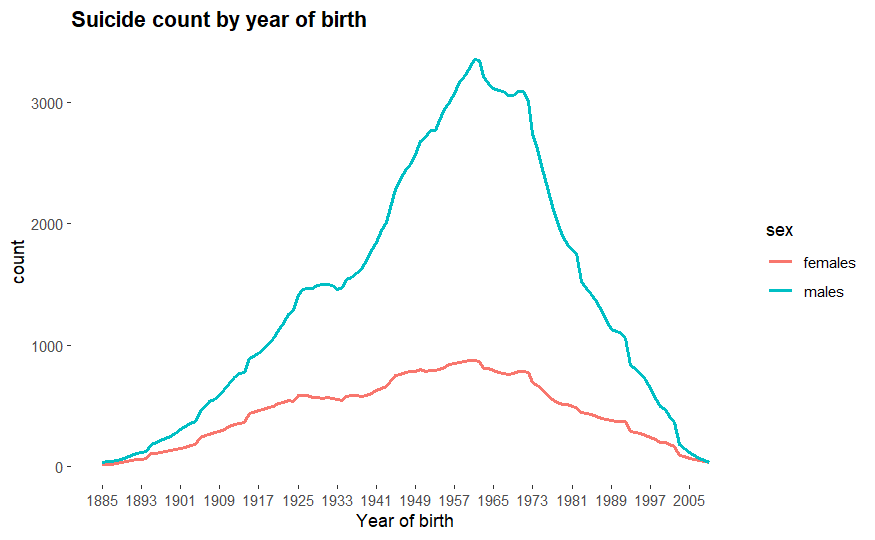 Suicide count by year of birth
3000
2000
1000
0
count
1885 1893 1901 1909 1917 1925 1933 1941 1949 1957 1965 1973 1981 1989 1997 2005
Year of birth
sex
females
males